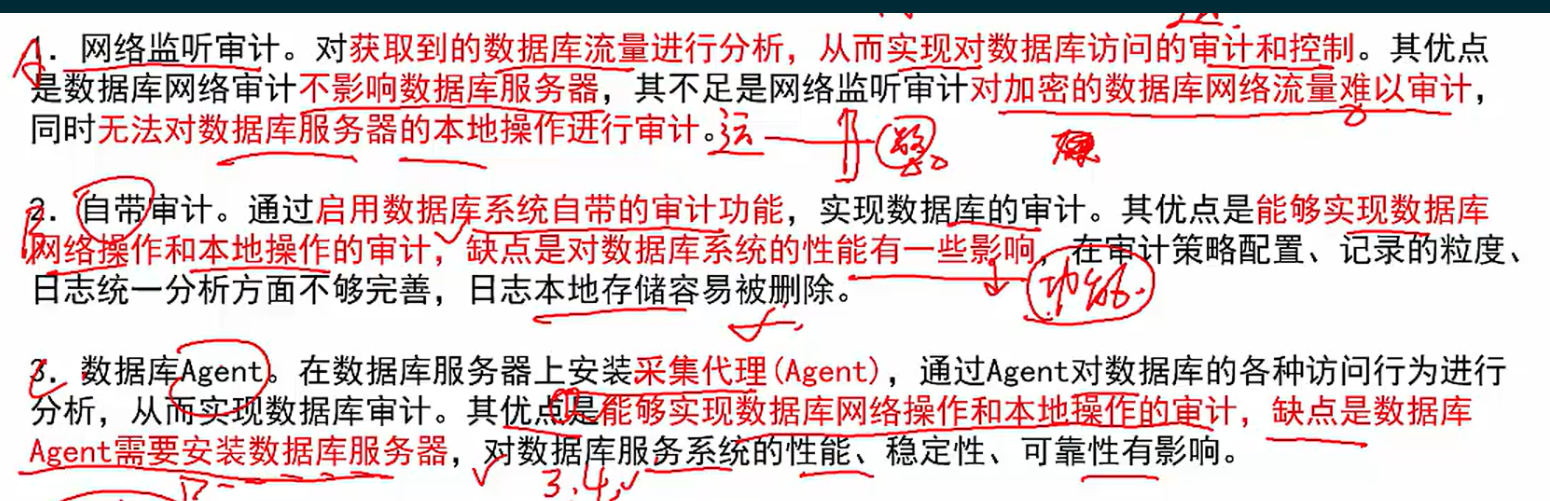 1. 网络监听审计。对获取到的数据库流量进行分析，从而实现对数据库访问的审计和控制。其优点
是数据库网络审计不影响数据库服务器，其不足是网络监听审计对加密的数据库网络流量难以审计，
同时无法对数据库服务器的本地操作进行审计。
2. 自带审计。通过启用数据库系统自带的审计功能，实现数据库的审计。其优点是能够实现数据库
网络操作和本地操作的审计，缺点是对数据库系统的性能有一些影响，在审计策略配置、记录的粒度、
日志统一分析方面不够完善，日志本地存储容易被删除。
功能.
3. 数据库Agent。在数据库服务器上安装采集代理(Agent)，通过Agent对数据库的各种访问行为进行
分析，从而实现数据库审计。其优点是能够实现数据库网络操作和本地操作的审计，缺点是数据库
Agent需要安装数据库服务器，对数据库服务系统的性能、稳定性、可靠性有影响。
3.4.